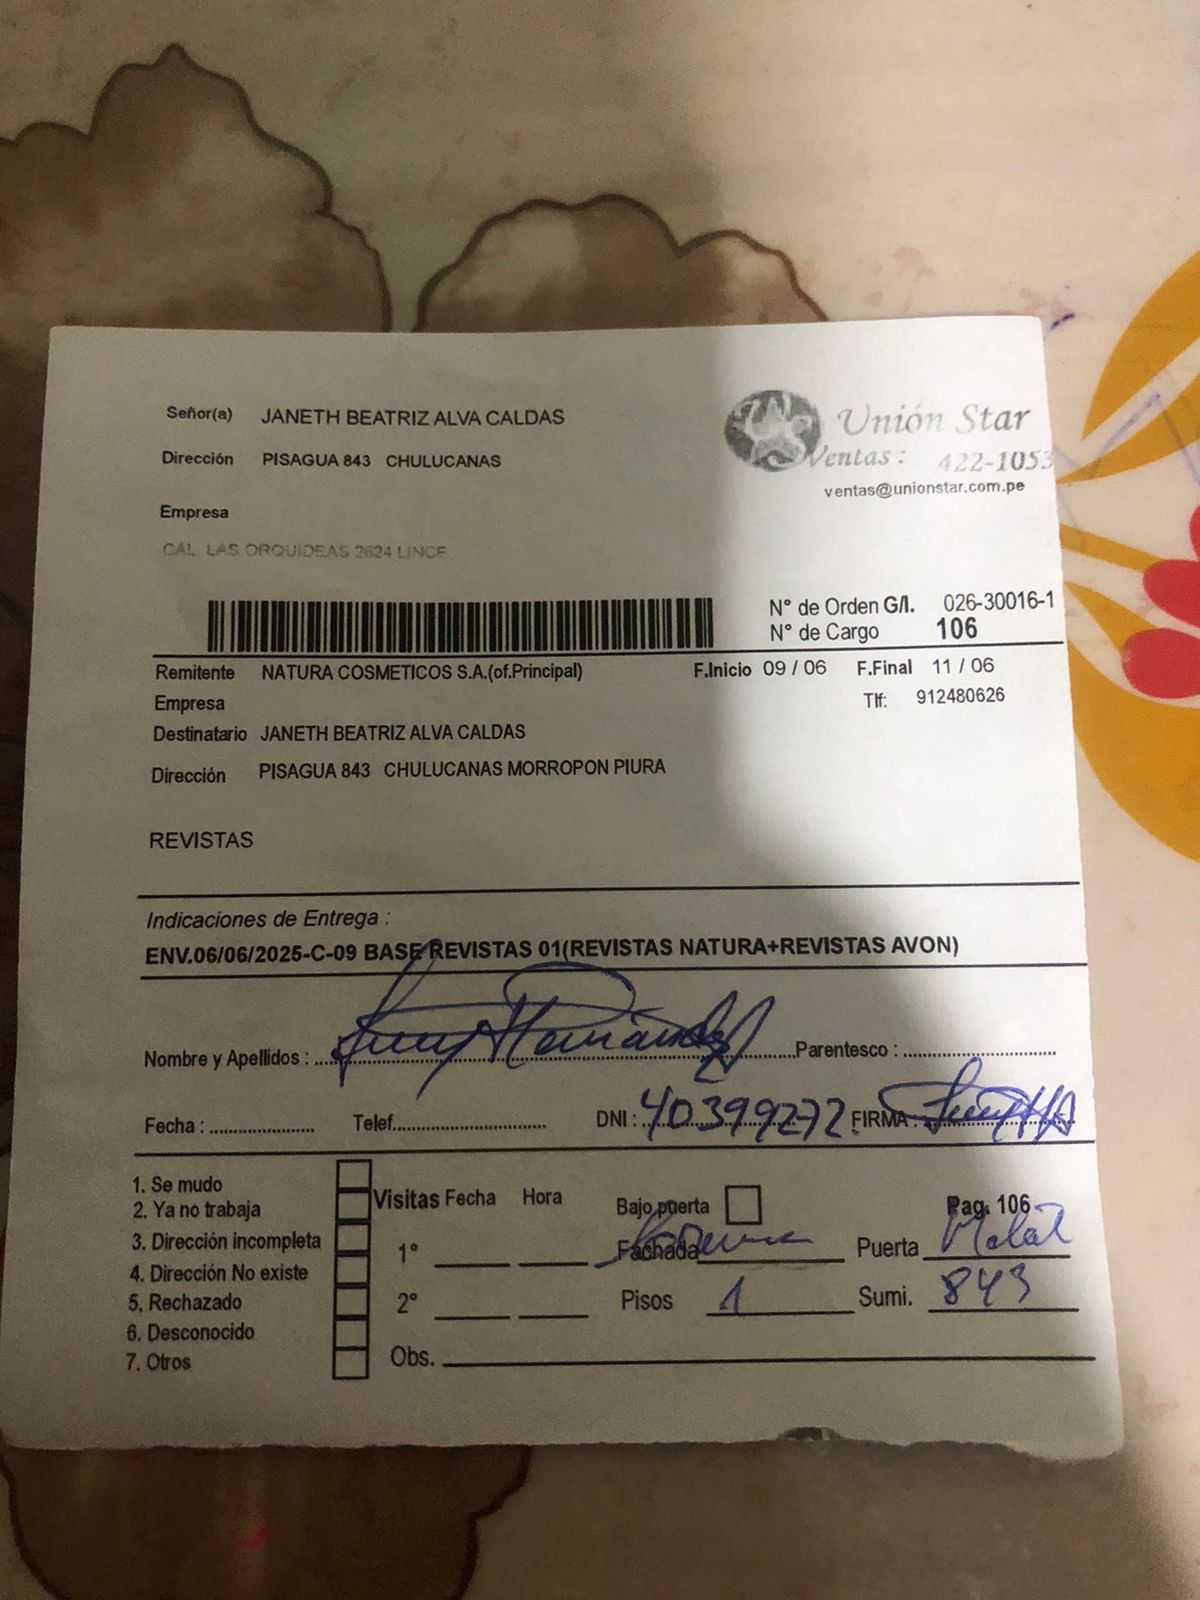 Señor(a) JANETH BEATRIZ ALVA CALDAS
Dirección PISAGUA 843 CHULUCANAS
Empresa
CAL. LAS ORQUIDEAS 2624 LINCE
Unión Star
Ventas : 422-1053
ventas@unionstar.com.pe
N° de Orden G/I. 026-30016-1
N° de Cargo 106
Remitente NATURA COSMETICOS S.A.(of.Principal) F.Inicio 09 / 06 F.Final 11 / 06
Empresa Tlf: 912480626
Destinatario JANETH BEATRIZ ALVA CALDAS
Dirección PISAGUA 843 CHULUCANAS MORROPON PIURA
REVISTAS
Indicaciones de Entrega :
ENV.06/06/2025-C-09 BASE REVISTAS 01(REVISTAS NATURA+REVISTAS AVON)
Nombre y Apellidos : Hernández Parentesco :
Fecha : Telef. DNI : 40399272 FIRMA :
1. Se mudo
2. Ya no trabaja
3. Dirección incompleta
4. Dirección No existe
5. Rechazado
6. Desconocido
7. Otros
Visitas Fecha Hora
1°
2°
Bajo puerta Pag. 106
Fachada Puerta Metal
Pisos 1 Sumi. 843
Obs.